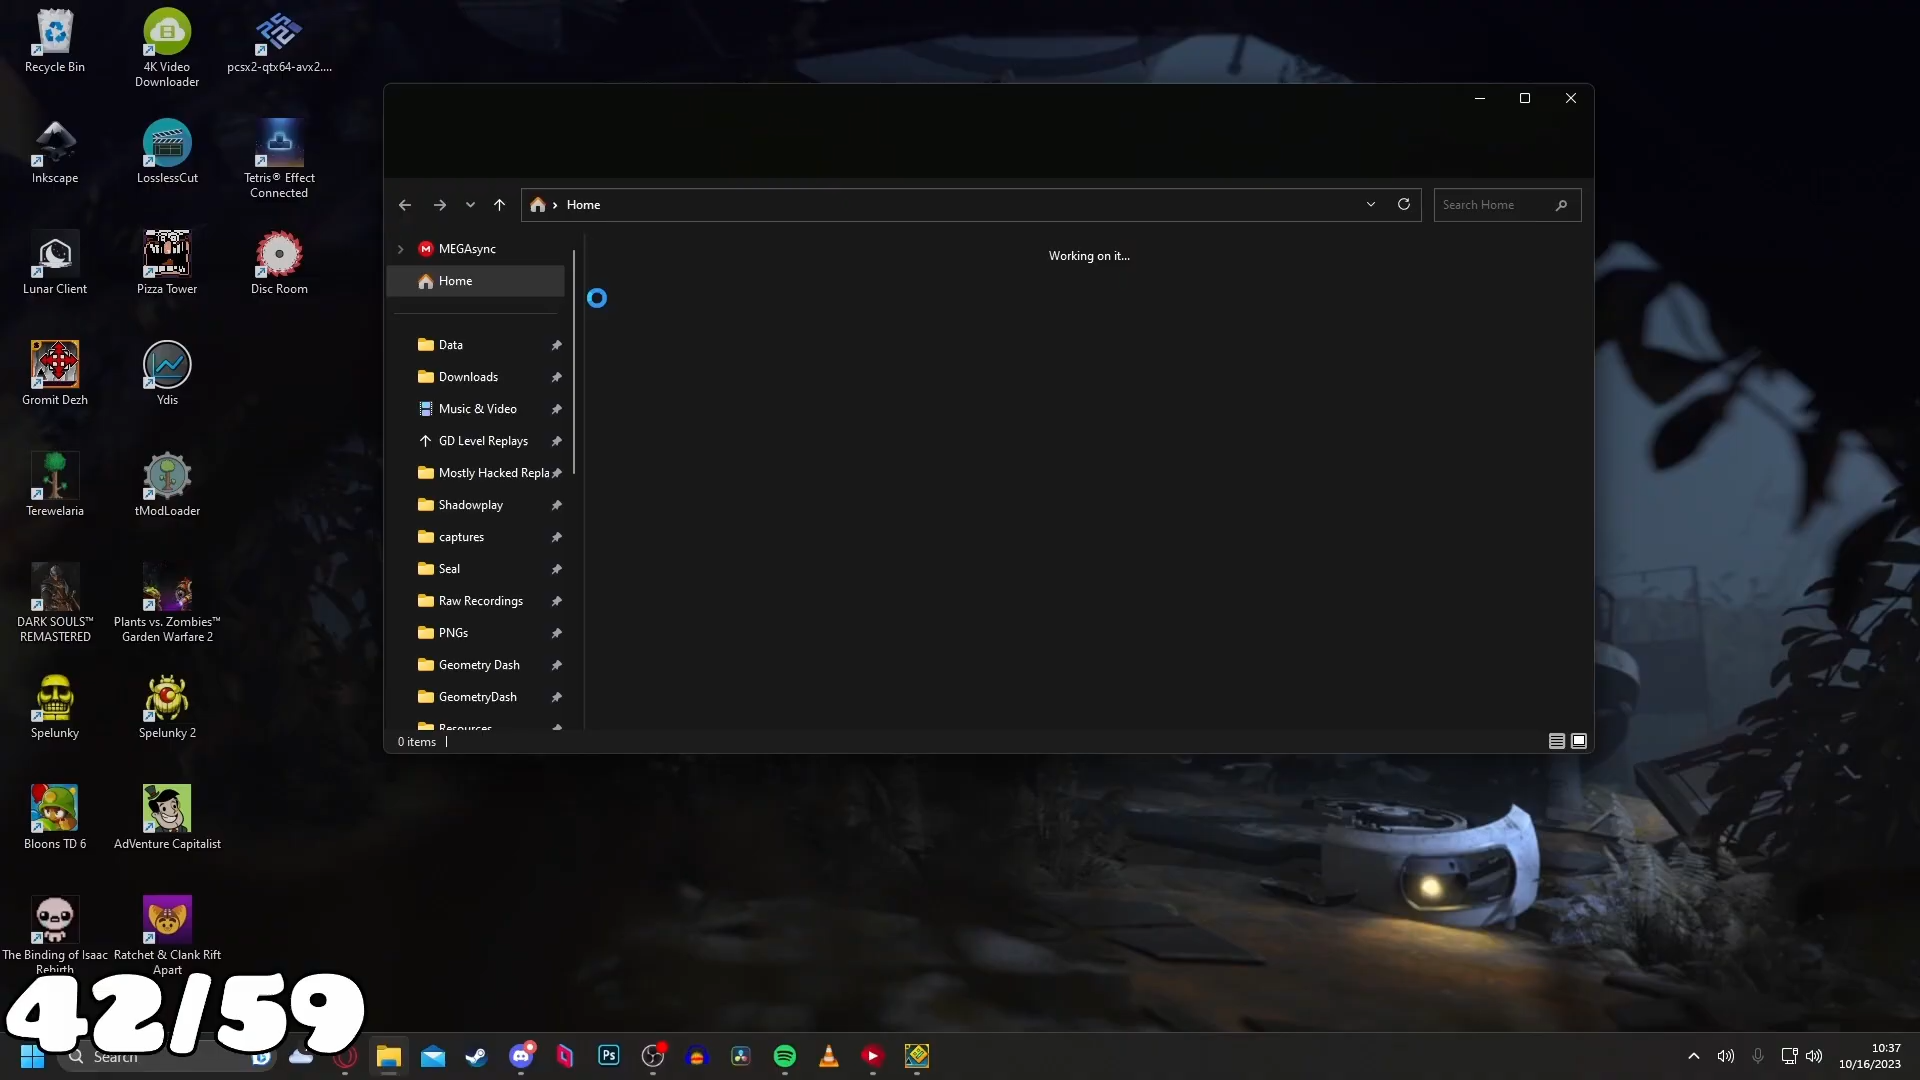 Recycle Bin
4K Video
Downloader
pcsx2-qtx64-avx2....
Inkscape
LosslessCut
Tetris® Effect
Connected
Lunar Client
Pizza Tower
Disc Room
Gromit Dezh
Ydis
Terewelaria
tModLoader
DARK SOULS™
REMASTERED
Plants vs. Zombies™
Garden Warfare 2
Spelunky
Spelunky 2
Bloons TD 6
AdVenture Capitalist
The Binding of Isaac
Rebirth
Ratchet & Clank Rift
Apart
Home
Search Home
MEGAsync
Home
Data
Downloads
Music & Video
GD Level Replays
Mostly Hacked Repla
Shadowplay
captures
Seal
Raw Recordings
PNGs
Geometry Dash
GeometryDash
Resources
Working on it...
0 items
42/59
Search
Ps
10:37
10/16/2023